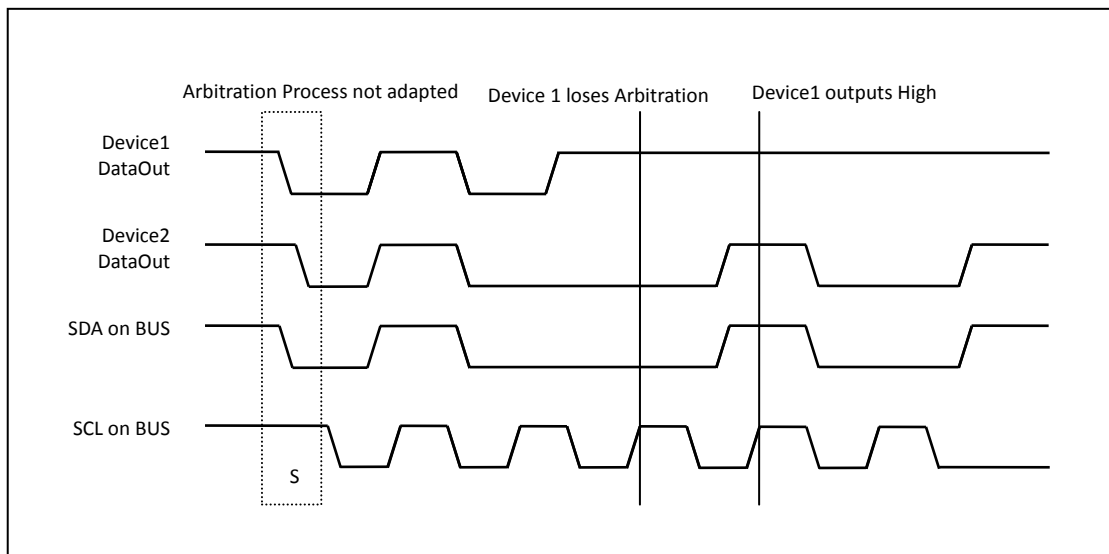 Arbitration Process not adapted
Device 1 loses Arbitration
Device1 outputs High
Device1
DataOut
Device2
DataOut
SDA on BUS
SCL on BUS
S